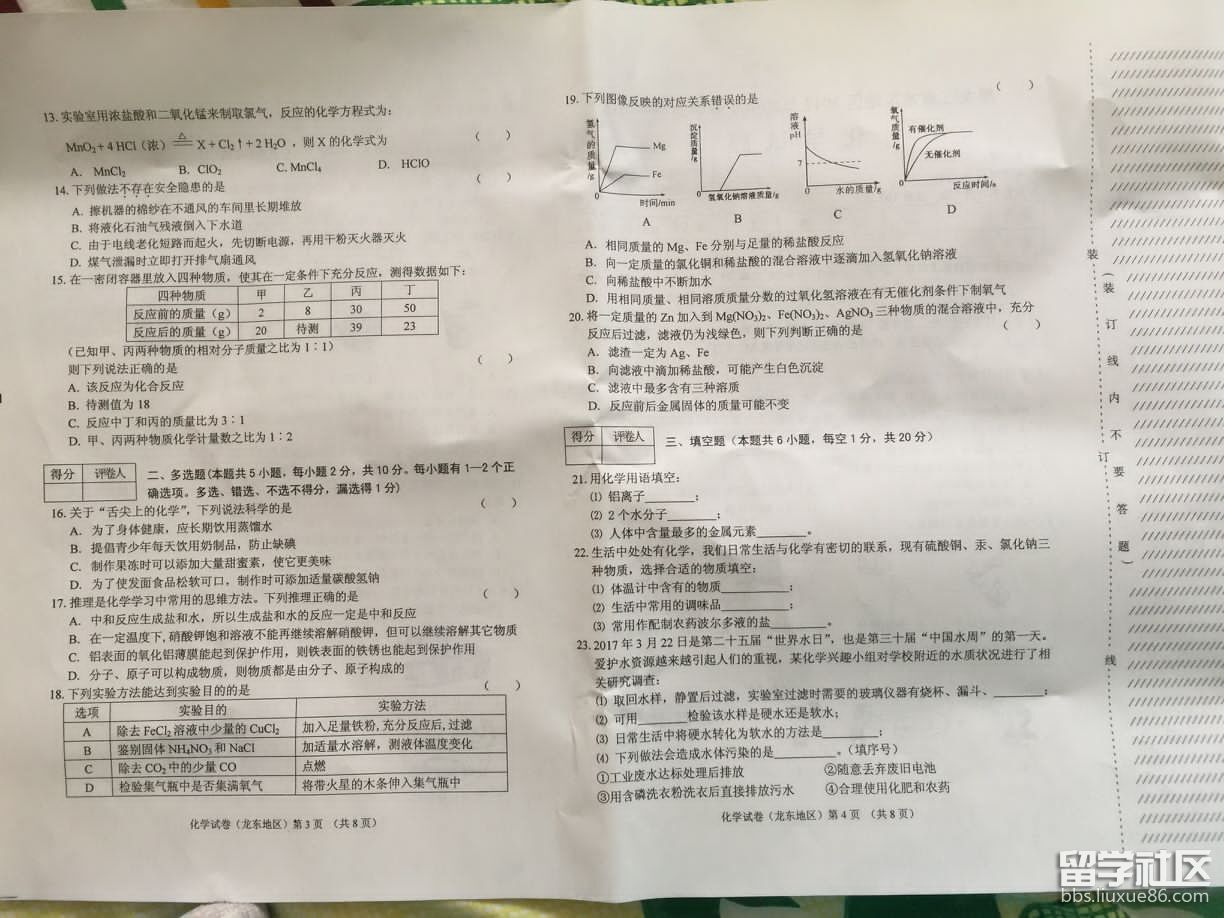 13. 实验室用浓盐酸和二氧化锰来制取氯气，反应的化学方程式为：
MnO₂+4 HCl（浓）═△═ X+Cl₂↑+2 H₂O ，则 X 的化学式为 （ ）
A. MnCl₂ B. ClO₂ C. MnCl₄ D. HClO
14. 下列做法不存在安全隐患的是 （ ）
A. 擦机器的棉纱在不通风的车间里长期堆放
B. 将液化石油气残液倒入下水道
C. 由于电线老化短路而起火，先切断电源，再用干粉灭火器灭火
D. 煤气泄漏时立即打开排气扇通风
15. 在一密闭容器里放入四种物质，使其在一定条件下充分反应，测得数据如下：
四种物质 甲 乙 丙 丁
反应前的质量（g） 2 8 30 50
反应后的质量（g） 20 待测 39 23
（已知甲、丙两种物质的相对分子质量之比为 1∶1）
则下列说法正确的是 （ ）
A. 该反应为化合反应
B. 待测值为 18
C. 反应中丁和丙的质量比为 3∶1
D. 甲、丙两种物质化学计量数之比为 1∶2
得分 评卷人
二、多选题(本题共 5 小题，每小题 2 分，共 10 分。每小题有 1—2 个正
确选项。多选、错选、不选不得分，漏选得 1 分)
16. 关于“舌尖上的化学”，下列说法科学的是 （ ）
A. 为了身体健康，应长期饮用蒸馏水
B. 提倡青少年每天饮用奶制品，防止缺碘
C. 制作果冻时可以添加大量甜蜜素，使它更美味
D. 为了使发面食品松软可口，制作时可添加适量碳酸氢钠
17. 推理是化学学习中常用的思维方法。下列推理正确的是 （ ）
A. 中和反应生成盐和水，所以生成盐和水的反应一定是中和反应
B. 在一定温度下, 硝酸钾饱和溶液不能再继续溶解硝酸钾，但可以继续溶解其它物质
C. 铝表面的氧化铝薄膜能起到保护作用，则铁表面的铁锈也能起到保护作用
D. 分子、原子可以构成物质，则物质都是由分子、原子构成的
18. 下列实验方法能达到实验目的的是 （ ）
选项 实验目的 实验方法
A 除去 FeCl₂ 溶液中少量的 CuCl₂ 加入足量铁粉, 充分反应后, 过滤
B 鉴别固体 NH₄NO₃ 和 NaCl 加适量水溶解，测液体温度变化
C 除去 CO₂ 中的少量 CO 点燃
D 检验集气瓶中是否集满氧气 将带火星的木条伸入集气瓶中
化学试卷（龙东地区）第 3 页 （共 8 页）
19. 下列图像反映的对应关系错误的是 （ ）
氢气的质量/g Mg Fe 0 时间/min
沉淀质量/g 0 氢氧化钠溶液质量/g
溶液pH 7 0 水的质量/g
氧气质量/g 有催化剂 无催化剂 0 反应时间/s
A B C D
A. 相同质量的 Mg、Fe 分别与足量的稀盐酸反应
B. 向一定质量的氯化铜和稀盐酸的混合溶液中逐滴加入氢氧化钠溶液
C. 向稀盐酸中不断加水
D. 用相同质量、相同溶质质量分数的过氧化氢溶液在有无催化剂条件下制氧气
20. 将一定质量的 Zn 加入到 Mg(NO₃)₂、Fe(NO₃)₂、AgNO₃ 三种物质的混合溶液中，充分
反应后过滤，滤液仍为浅绿色，则下列判断正确的是 （ ）
A. 滤渣一定为 Ag、Fe
B. 向滤液中滴加稀盐酸，可能产生白色沉淀
C. 滤液中最多含有三种溶质
D. 反应前后金属固体的质量可能不变
得分 评卷人
三、填空题（本题共 6 小题，每空 1 分，共 20 分）
21. 用化学用语填空：
⑴ 铝离子________；
⑵ 2 个水分子________；
⑶ 人体中含量最多的金属元素________。
22. 生活中处处有化学，我们日常生活与化学有密切的联系，现有硫酸铜、汞、氯化钠三
种物质，选择合适的物质填空：
⑴ 体温计中含有的物质__________；
⑵ 生活中常用的调味品__________；
⑶ 常用作配制农药波尔多液的盐________。
23. 2017 年 3 月 22 日是第二十五届“世界水日”，也是第三十届“中国水周”的第一天。
爱护水资源越来越引起人们的重视，某化学兴趣小组对学校附近的水质状况进行了相
关研究调查：
⑴ 取回水样，静置后过滤，实验室过滤时需要的玻璃仪器有烧杯、漏斗、________；
⑵ 可用________检验该水样是硬水还是软水；
⑶ 日常生活中将硬水转化为软水的方法是________；
⑷ 下列做法会造成水体污染的是__________。（填序号）
①工业废水达标处理后排放 ②随意丢弃废旧电池
③用含磷洗衣粉洗衣后直接排放污水 ④合理使用化肥和农药
化学试卷（龙东地区）第 4 页 （共 8 页）
装订线
（装订线内不要答题）
留学社区
bbs.liuxue86.com